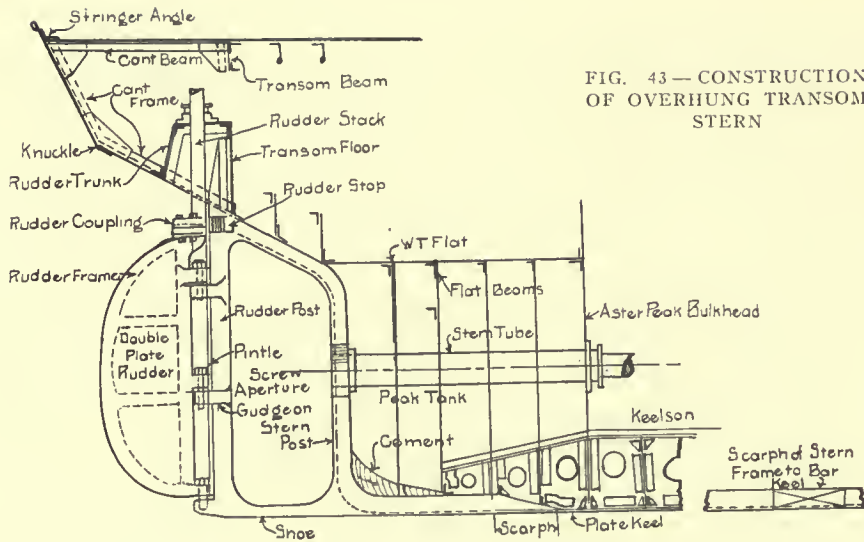 Stringer Angle
Cant Beam
Transom Beam
Cant
Frame
Rudder Stack
Knuckle
Transom Floor
Rudder Trunk
Rudder Stop
Rudder Coupling
WT Flat
Rudder Frame
Flat Beams
Rudder Post
After Peak Bulkhead
Stern Tube
Double
Plate
Rudder
Pintle
Screw
Aperture
Gudgeon
Peak Tank
Stern
Post
Keelson
Cement
Scarph of Stern
Frame to Bar
Keel
Shoe
Scarph
Plate Keel
FIG. 43 — CONSTRUCTION
OF OVERHUNG TRANSOM
STERN